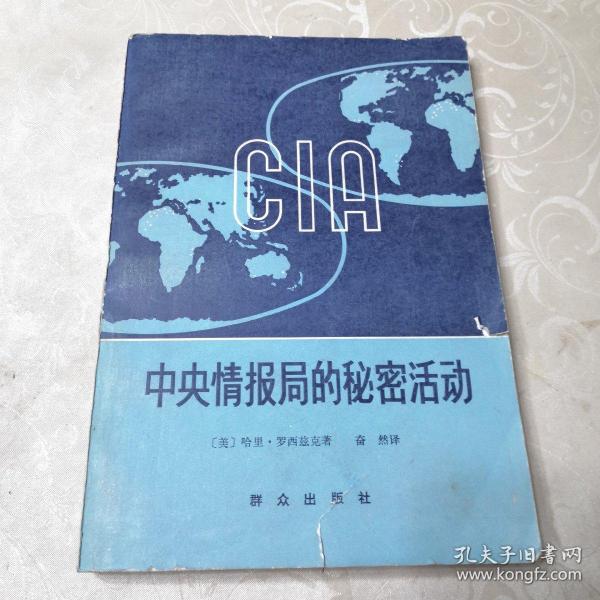 CIA
中央情报局的秘密活动
〔美〕哈里·罗西兹克著 奋 然译
群众出版社
孔夫子旧书网
www.kongfz.com